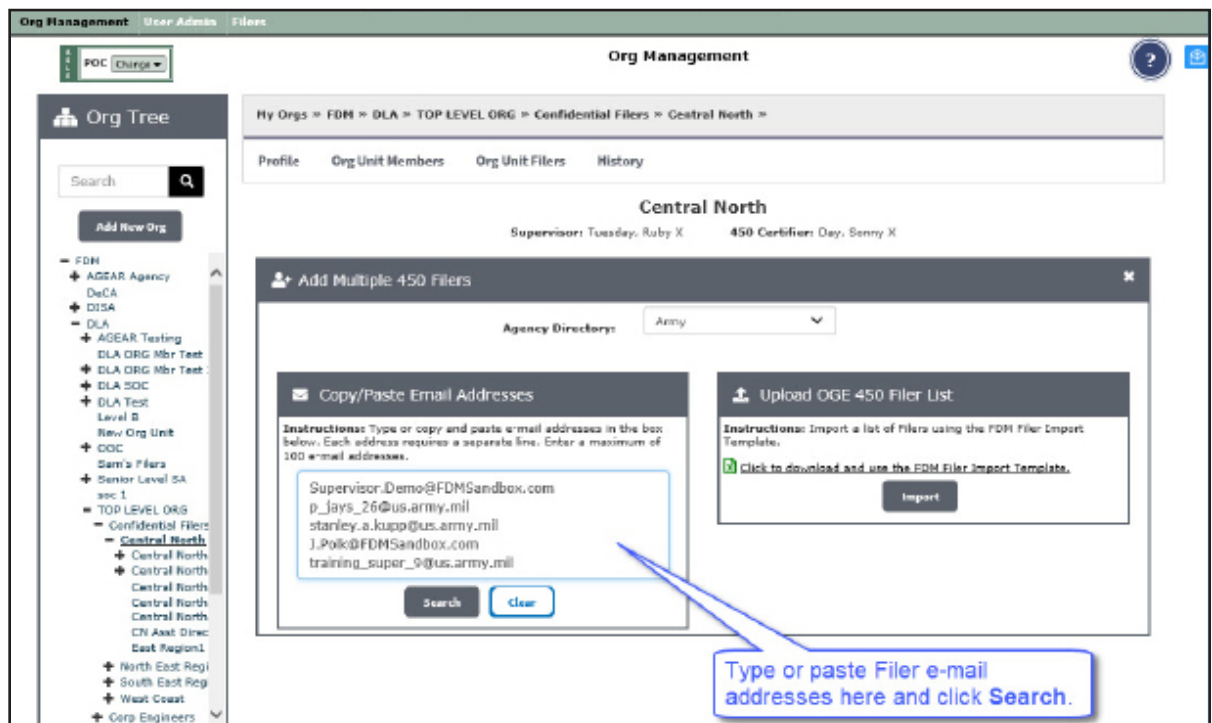 Org Management User Admin Filers
POC Change
Org Management
?
Org Tree
Search
Add New Org
FDM
AGEAR Agency
DeCA
DISA
DLA
AGEAR Testing
DLA ORG Mbr Test
DLA ORG Mbr Test
DLA SOC
DLA Test
Level B
New Org Unit
OGC
Sam's Filers
Senior Level SA
soc 1
TOP LEVEL ORG
Confidential Filers
Central North
Central North
Central North
Central North
Central North
Central North
CN Asst Direc
East Region1
North East Regi
South East Reg
West Coast
Corp Engineers
My Orgs » FDM » DLA » TOP LEVEL ORG » Confidential Filers » Central North »
Profile Org Unit Members Org Unit Filers History
Central North
Supervisor: Tuesday, Ruby X 450 Certifier: Day, Sonny X
Add Multiple 450 Filers
Agency Directory: Army
Copy/Paste Email Addresses
Instructions: Type or copy and paste e-mail addresses in the box
below. Each address requires a separate line. Enter a maximum of
100 e-mail addresses.
Supervisor.Demo@FDMSandbox.com
p_jays_26@us.army.mil
stanley.a.kupp@us.army.mil
J.Polk@FDMSandbox.com
training_super_9@us.army.mil
Search Clear
Upload OGE 450 Filer List
Instructions: Import a list of Filers using the FDM Filer Import
Template.
Click to download and use the FDM Filer Import Template.
Import
Type or paste Filer e-mail
addresses here and click Search.